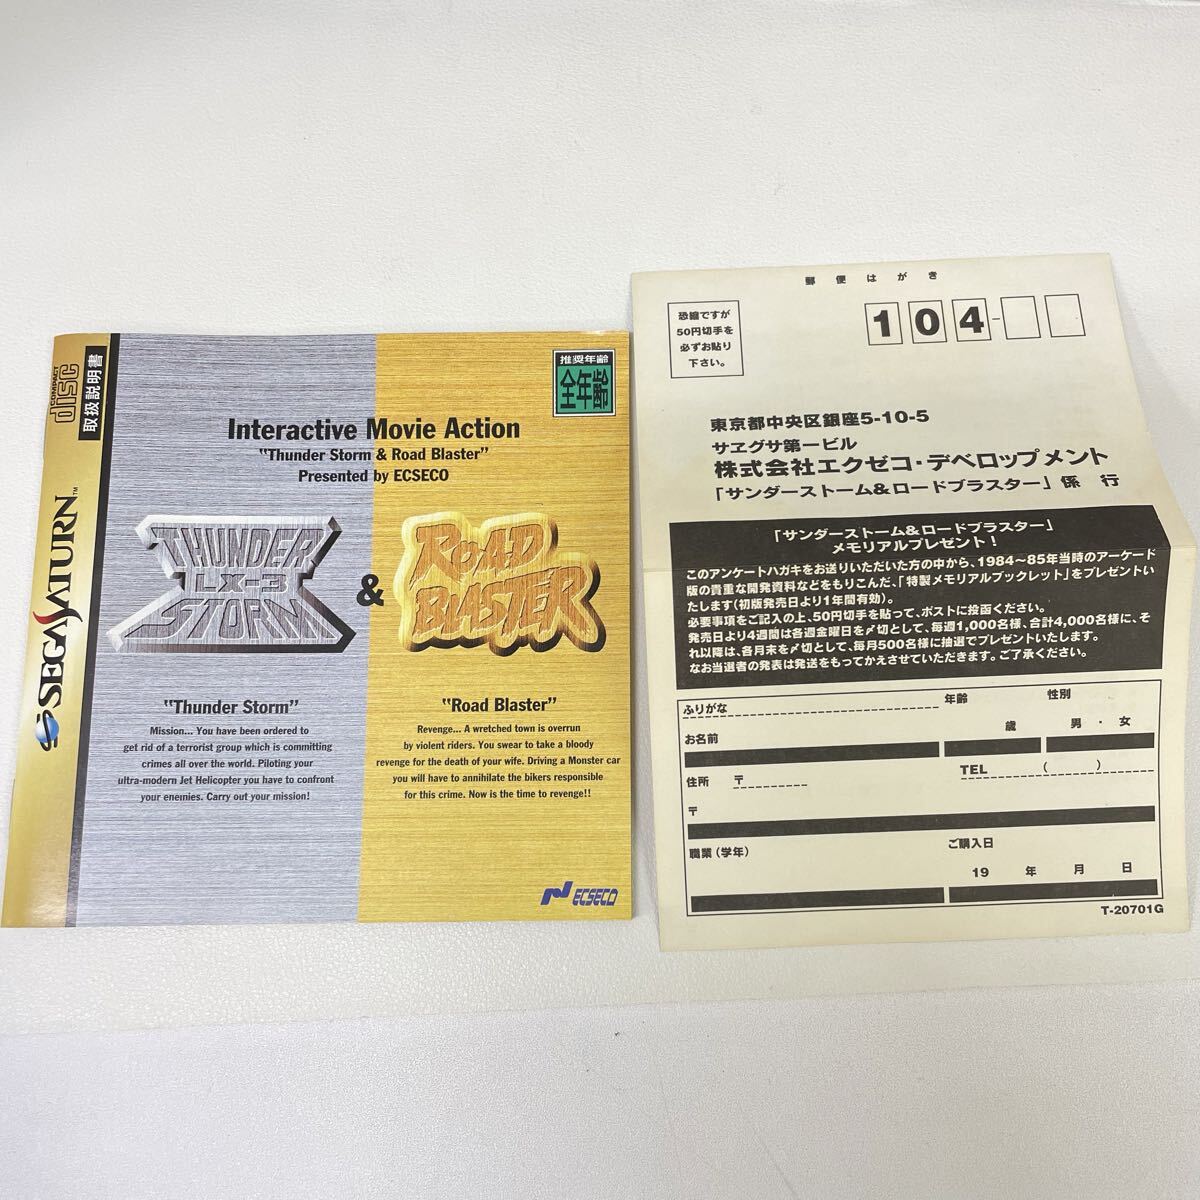 COMPACT
disc
取扱説明書
SEGA SATURN™
推奨年齢
全年齢
Interactive Movie Action
"Thunder Storm & Road Blaster"
Presented by ECSECO
THUNDER
LX-3
STORM
&
ROAD
BLASTER
"Thunder Storm"
Mission... You have been ordered to
get rid of a terrorist group which is committing
crimes all over the world. Piloting your
ultra-modern Jet Helicopter you have to confront
your enemies. Carry out your mission!
"Road Blaster"
Revenge... A wretched town is overrun
by violent riders. You swear to take a bloody
revenge for the death of your wife. Driving a Monster car
you will have to annihilate the bikers responsible
for this crime. Now is the time to revenge!!
ECSECO
郵便はがき
恐縮ですが
50円切手を
必ずお貼り
下さい。
104-
東京都中央区銀座5-10-5
サヱグサ第一ビル
株式会社エクゼコ・デベロップメント
「サンダーストーム&ロードブラスター」係 行
「サンダーストーム&ロードブラスター」
メモリアルプレゼント!
このアンケートハガキをお送りいただいた方の中から、1984〜85年当時のアーケード
版の貴重な開発資料などをもりこんだ、「特製メモリアルブックレット」をプレゼントい
たします(初版発売日より1年間有効)。
必要事項をご記入の上、50円切手を貼って、ポストに投函ください。
発売日より4週間は各週金曜日を〆切として、毎週1,000名様、合計4,000名様に、そ
れ以降は、各月末を〆切として、毎月500名様に抽選でプレゼントいたします。
なお当選者の発表は発送をもってかえさせていただきます。ご了承ください。
ふりがな 年齢 性別
お名前 歳 男・女
住所 〒 TEL ( )
〒
職業(学年) ご購入日
19 年 月 日
T-20701G